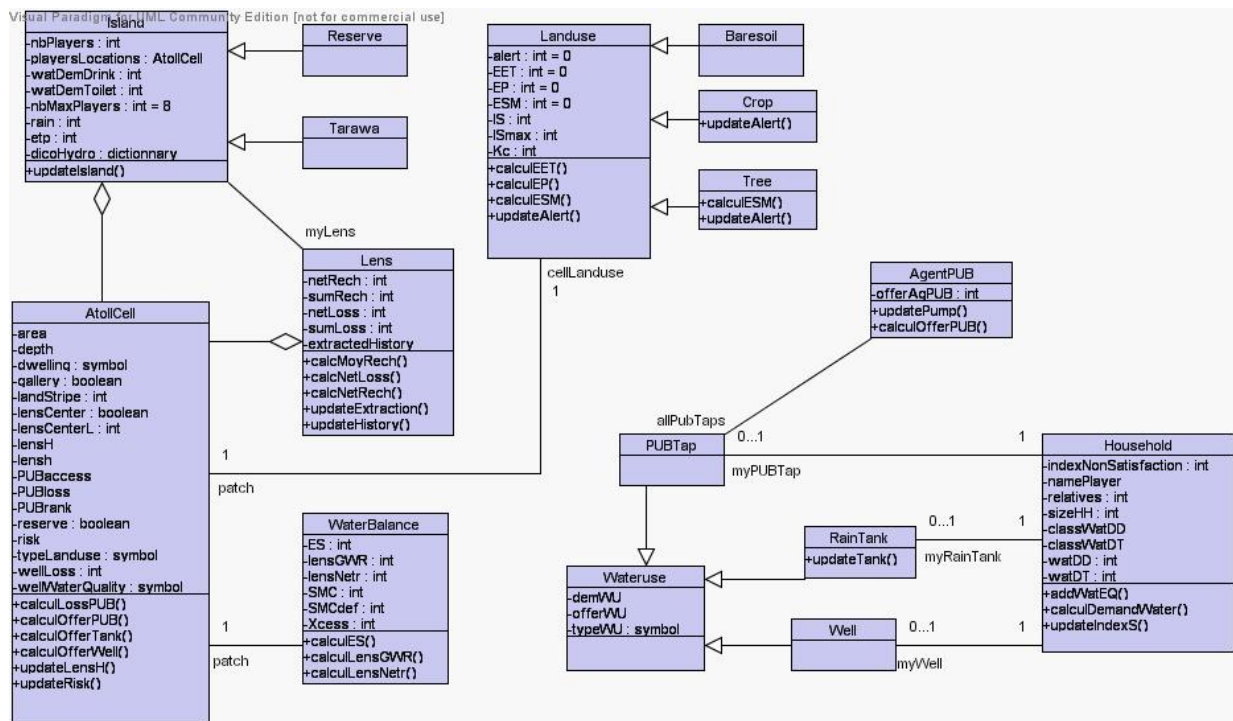 Visual Paradigm for UML Community Edition [not for commercial use]
Island
-nbPlayers : int
-playersLocations : AtollCell
-watDemDrink : int
-watDemToilet : int
-nbMaxPlayers : int = 8
-rain : int
-etp : int
-dicoHydro : dictionnary
+updateIsland()
Reserve
Tarawa
myLens
Lens
-netRech : int
-sumRech : int
-netLoss : int
-sumLoss : int
-extractedHistory
+calcMoyRech()
+calcNetLoss()
+calcNetRech()
+updateExtraction()
+updateHistory()
AtollCell
-area
-depth
-dwelling : symbol
-gallery : boolean
-landStripe : int
-lensCenter : boolean
-lensCenterL : int
-lensH
-lensh
-PUBaccess
-PUBloss
-PUBrank
-reserve : boolean
-risk
-typeLanduse : symbol
-wellLoss : int
-wellWaterQuality : symbol
+calculLossPUB()
+calculOfferPUB()
+calculOfferTank()
+calculOfferWell()
+updateLensH()
+updateRisk()
1
patch
1
patch
WaterBalance
-ES : int
-lensGWR : int
-lensNetr : int
-SMC : int
-SMCdef : int
-Xcess : int
+calculES()
+calculLensGWR()
+calculLensNetr()
Landuse
-alert : int = 0
-EET : int = 0
-EP : int = 0
-ESM : int = 0
-IS : int
-ISmax : int
-Kc : int
+calculEET()
+calculEP()
+calculESM()
+updateAlert()
cellLanduse
1
Baresoil
Crop
+updateAlert()
Tree
+calculESM()
+updateAlert()
AgentPUB
-offerAgPUB : int
+updatePump()
+calculOfferPUB()
allPubTaps
PUBTap
0...1
1
myPUBTap
Household
-indexNonSatisfaction : int
-namePlayer
-relatives : int
-sizeHH : int
-classWatDD
-classWatDT
-watDD : int
-watDT : int
+addWatEQ()
+calculDemandWater()
+updateIndexS()
RainTank
+updateTank()
0...1
1
myRainTank
Wateruse
-demWU
-offerWU
-typeWU : symbol
Well
0...1
1
myWell